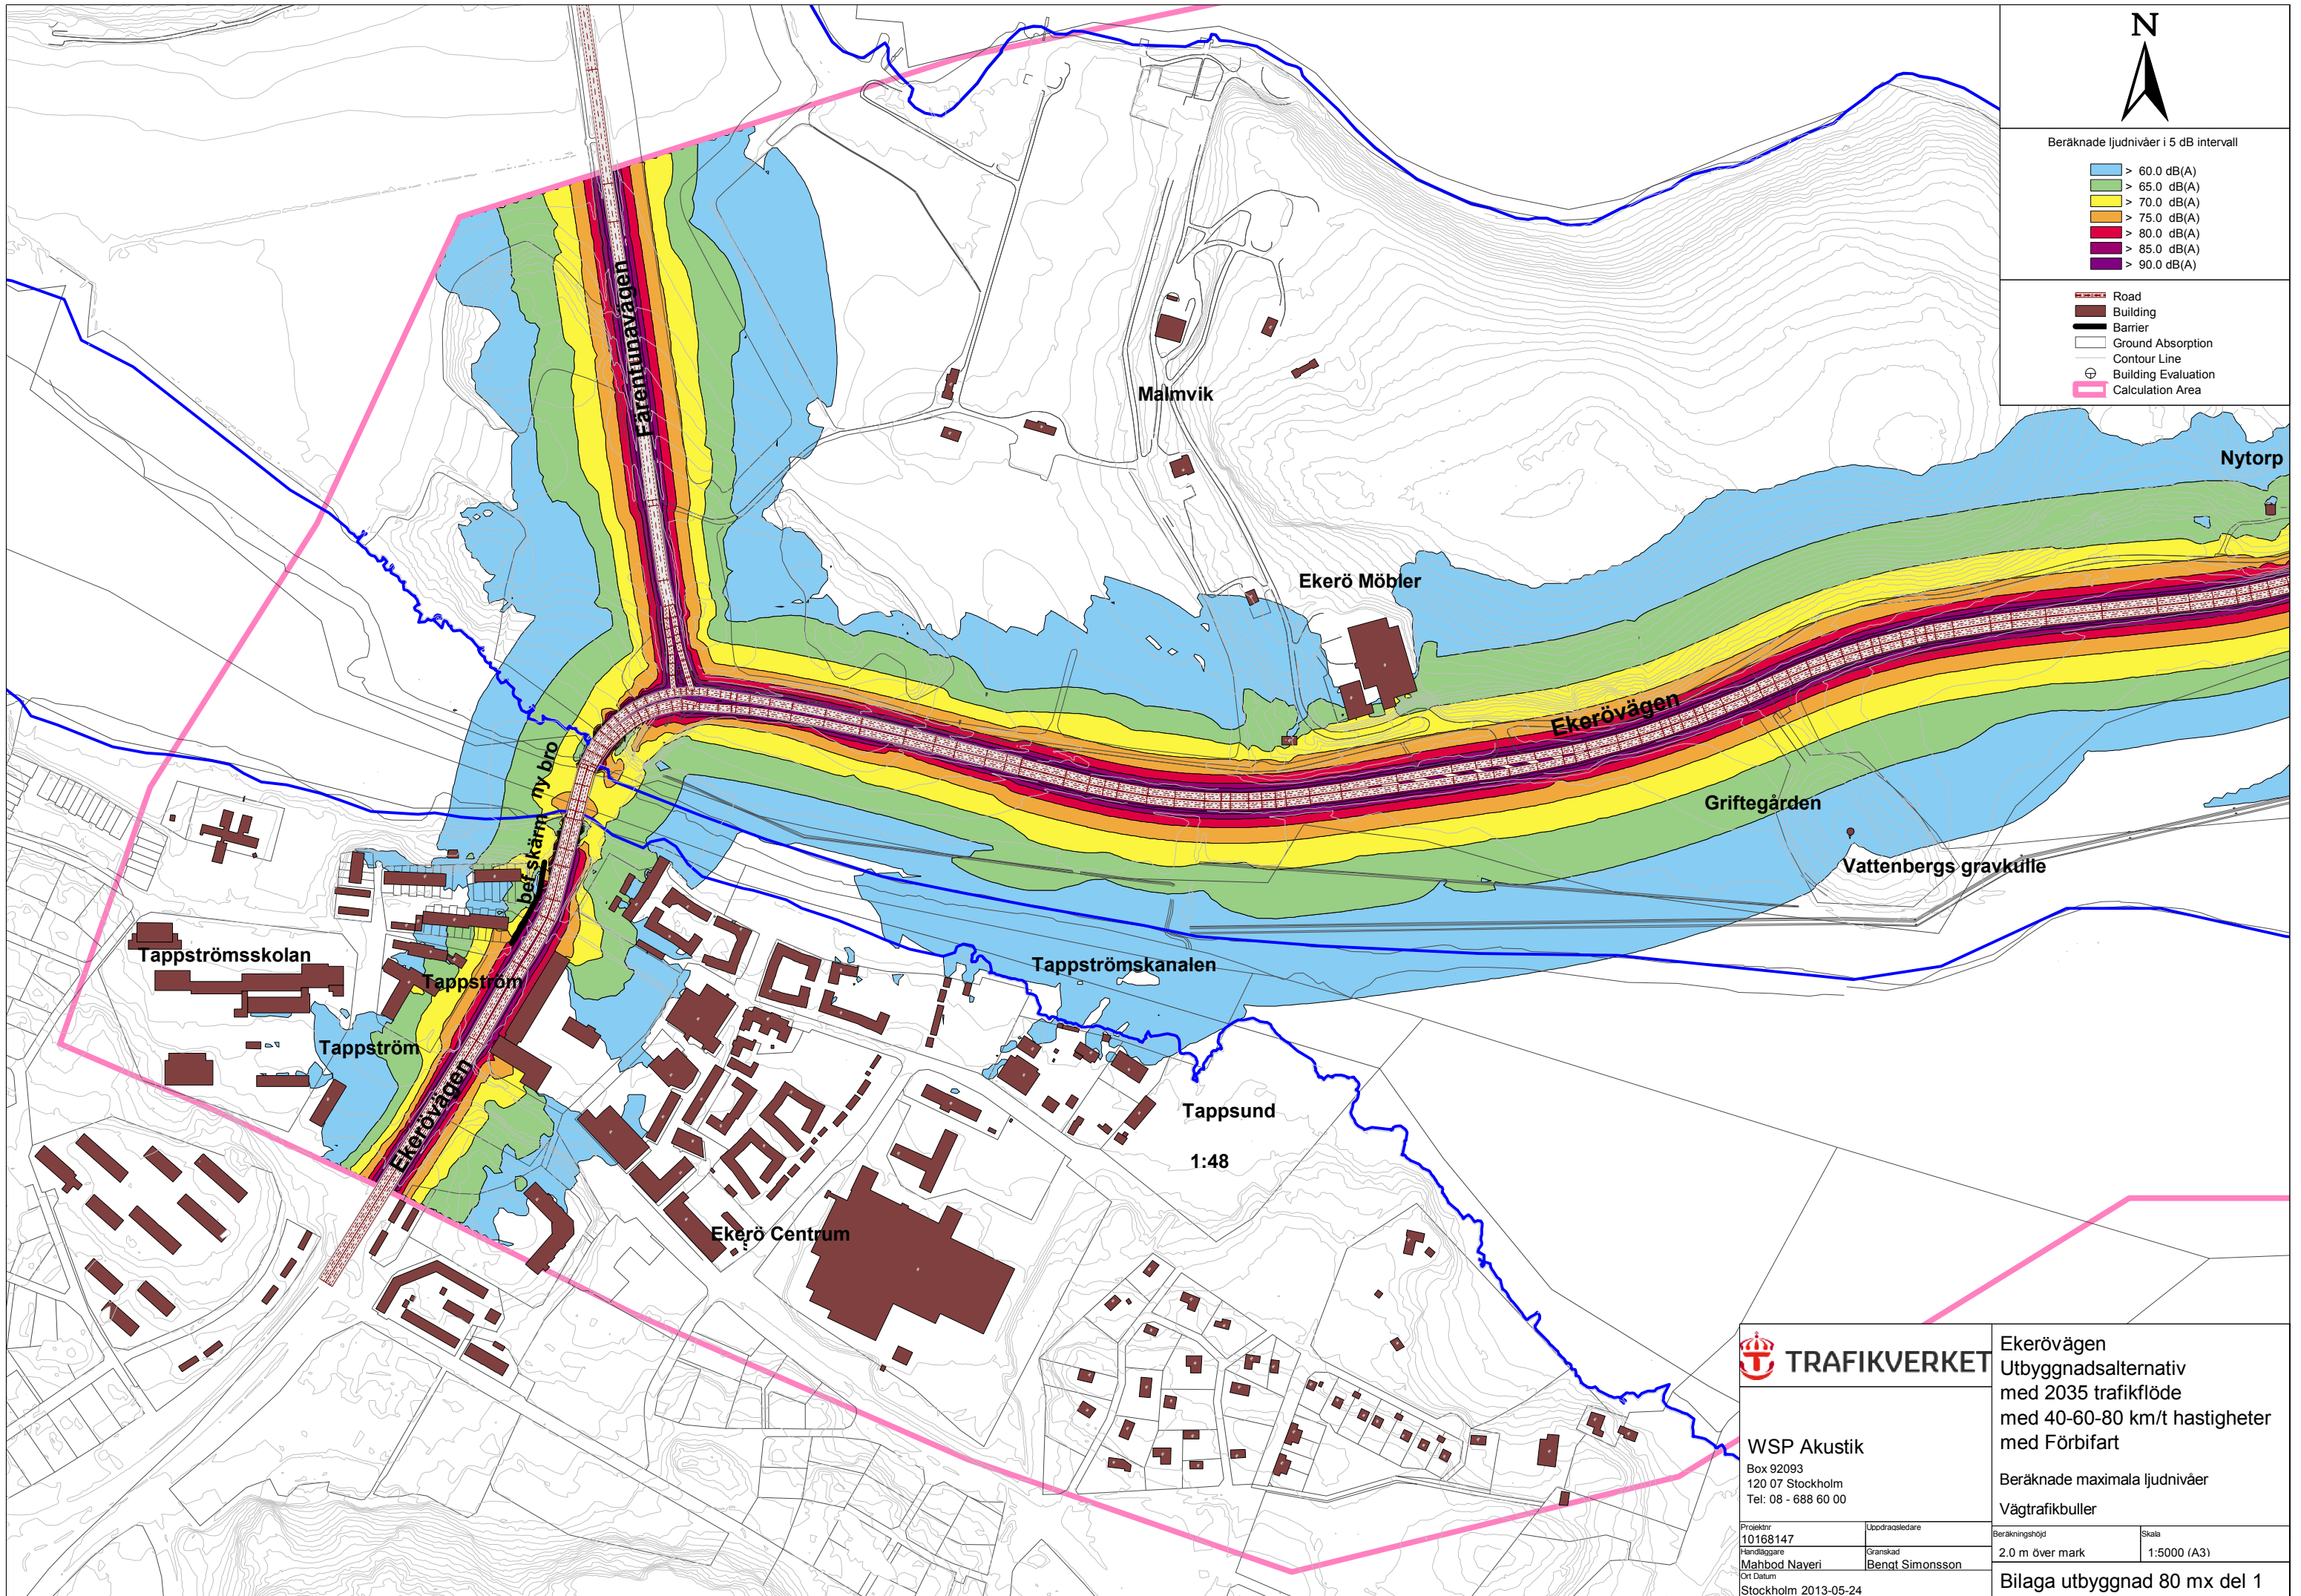 N
Beräknade ljudnivåer i 5 dB intervall
> 60.0 dB(A)
> 65.0 dB(A)
> 70.0 dB(A)
> 75.0 dB(A)
> 80.0 dB(A)
> 85.0 dB(A)
> 90.0 dB(A)
Road
Building
Barrier
Ground Absorption
Contour Line
Building Evaluation
Calculation Area
Färentunavägen
Malmvik
Nytorp
Ekerö Möbler
Ekerövägen
ny bro
Griftegården
bef skärm
Vattenbergs gravkulle
Tappströmsskolan
Tappström
Tappströmskanalen
Tappström
Ekerövägen
Tappsund
1:48
Ekerö Centrum
TRAFIKVERKET
WSP Akustik
Box 92093
120 07 Stockholm
Tel: 08 - 688 60 00
Projektnr
10168147
Uppdragsledare
Handläggare
Mahbod Nayeri
Granskad
Bengt Simonsson
Ort Datum
Stockholm 2013-05-24
Ekerövägen
Utbyggnadsalternativ
med 2035 trafikflöde
med 40-60-80 km/t hastigheter
med Förbifart
Beräknade maximala ljudnivåer
Vägtrafikbuller
Beräkningshöjd
2.0 m över mark
Skala
1:5000 (A3)
Bilaga utbyggnad 80 mx del 1